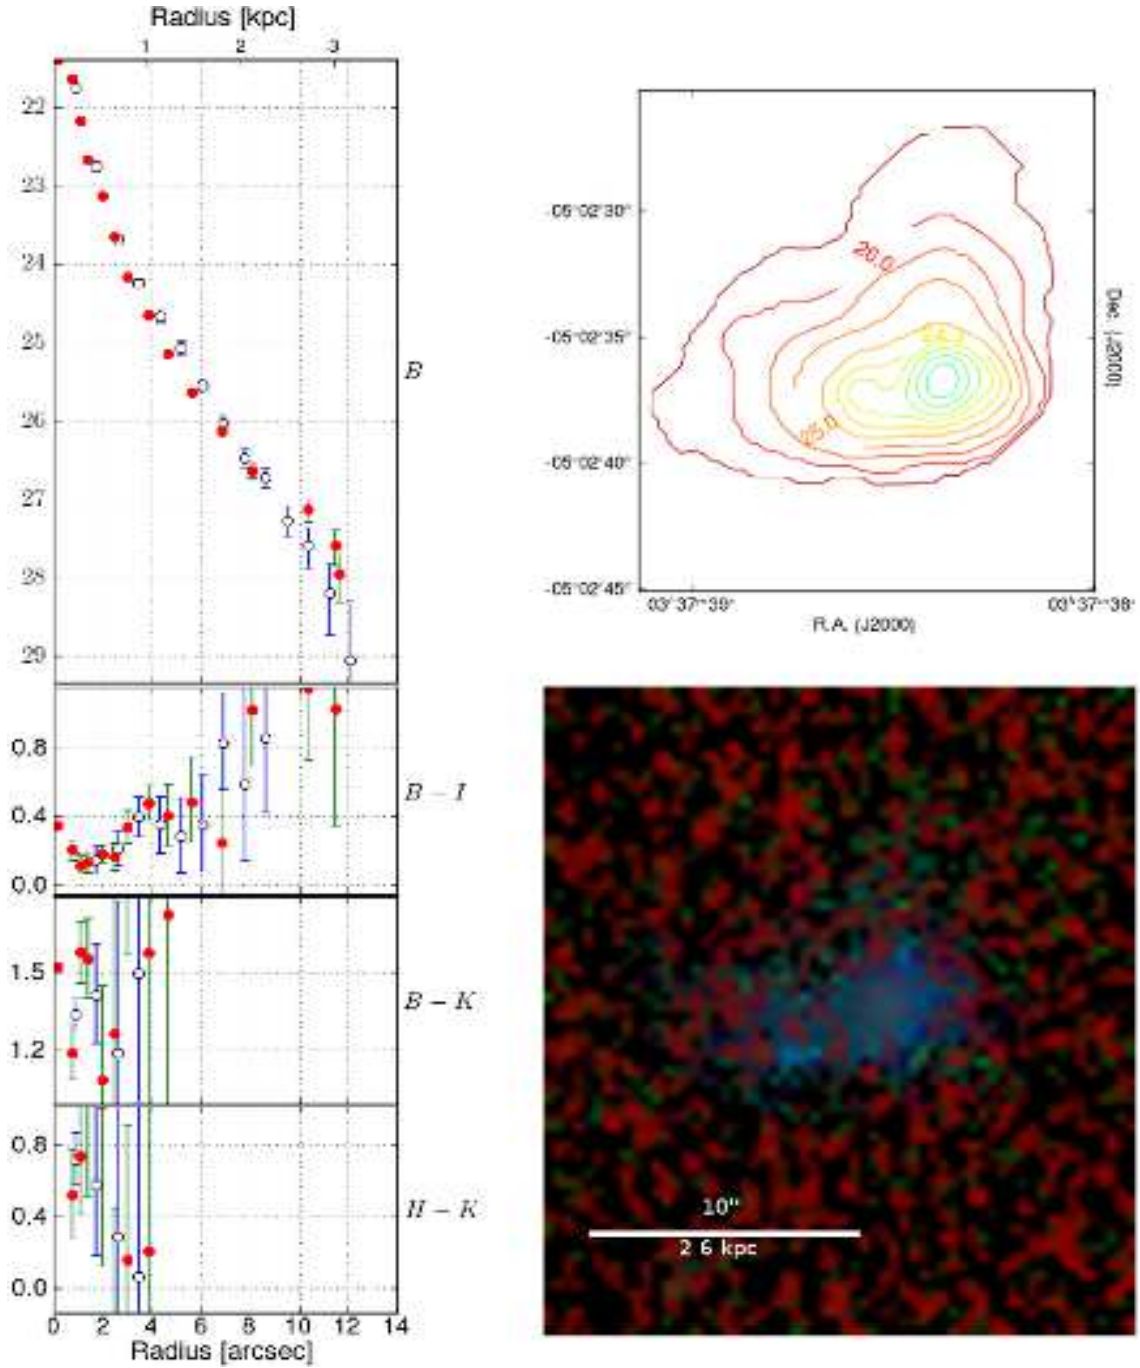 Radius [kpc]
1 2 3
22
23
24
25
26
27
28
29
B
0.8
0.4
0.0
B − I
1.5
1.2
B − K
0.8
0.4
0.0
H − K
0 2 4 6 8 10 12 14
Radius [arcsec]
-05°02'30"
-05°02'35"
-05°02'40"
-05°02'45"
26.0
25.0
03ʰ37ᵐ39ˢ
03ʰ37ᵐ38ˢ
R.A. (J2000)
Dec. (J2000)
10"
2 6 kpc